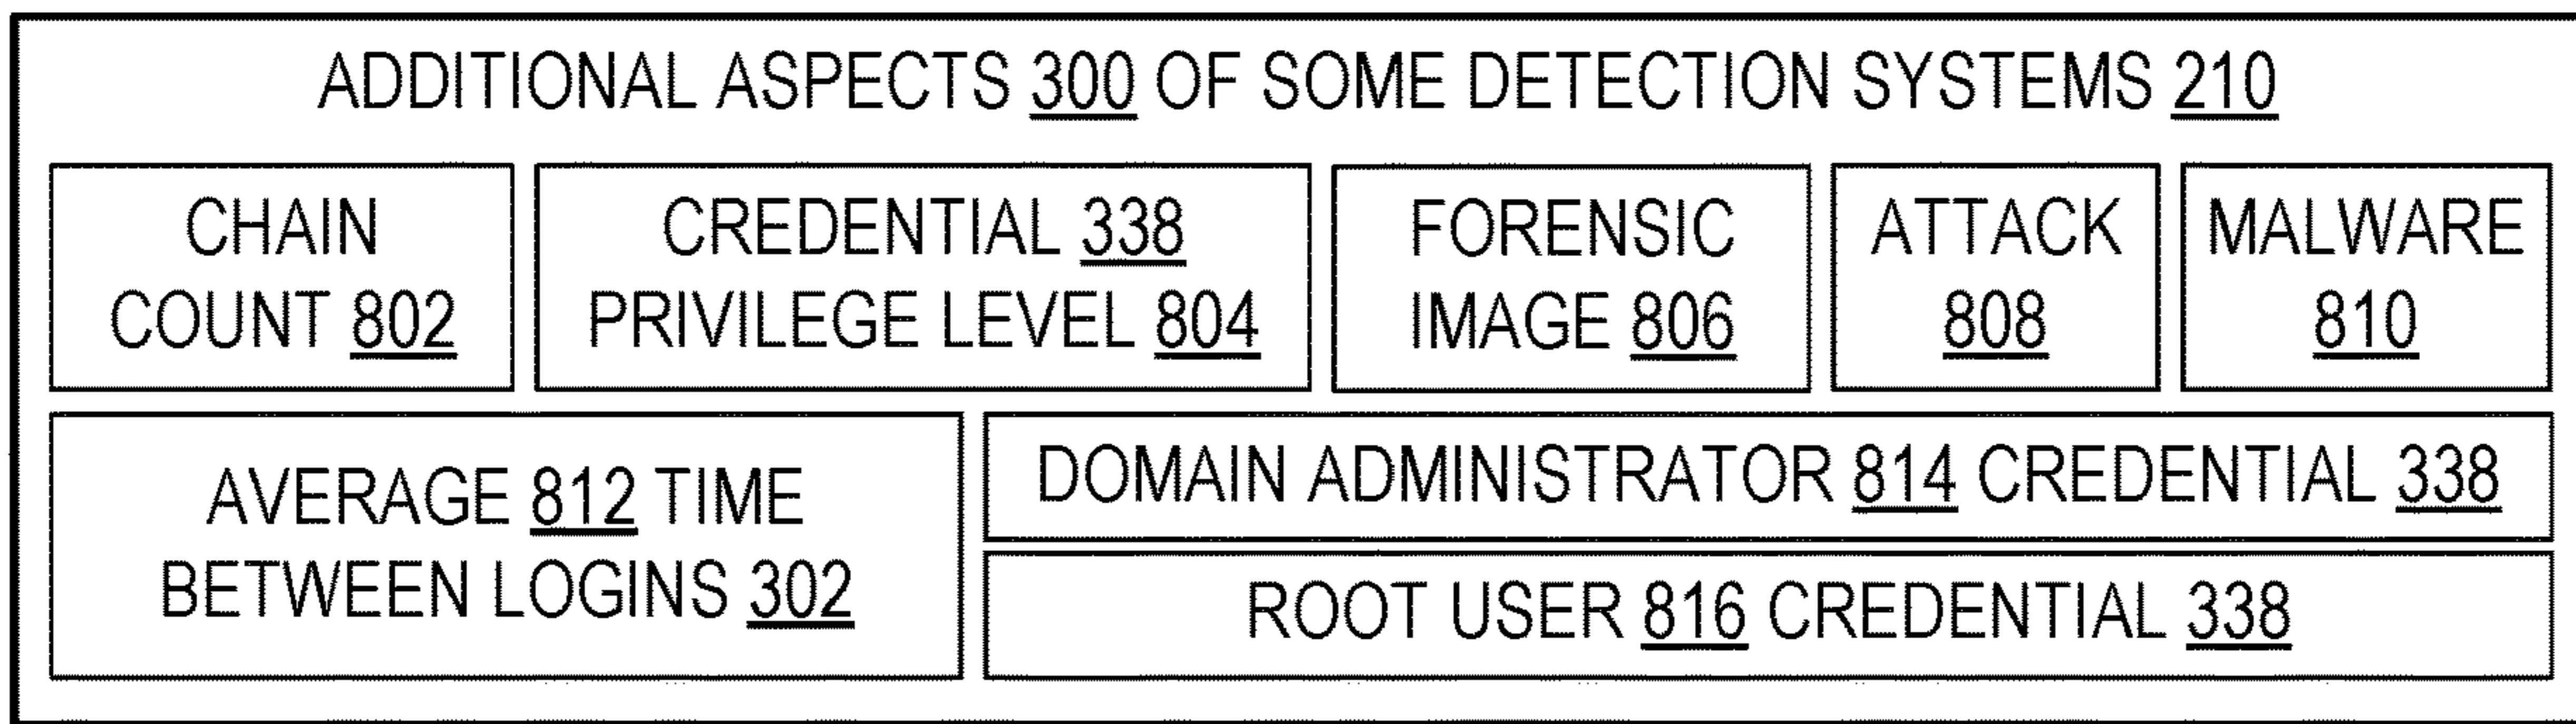 ADDITIONAL ASPECTS 300 OF SOME DETECTION SYSTEMS 210
CHAIN
COUNT 802
CREDENTIAL 338
PRIVILEGE LEVEL 804
FORENSIC
IMAGE 806
ATTACK
808
MALWARE
810
AVERAGE 812 TIME
BETWEEN LOGINS 302
DOMAIN ADMINISTRATOR 814 CREDENTIAL 338
ROOT USER 816 CREDENTIAL 338